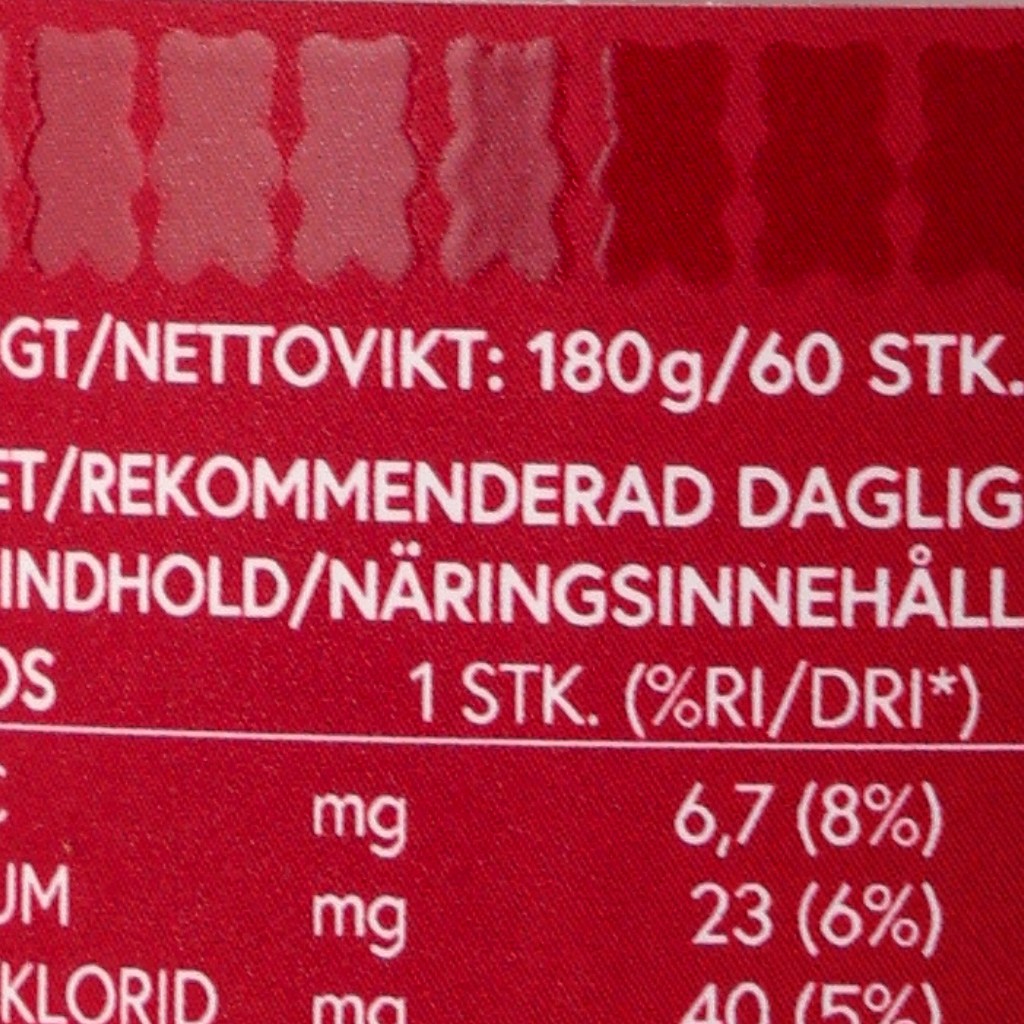 GT/NETTOVIKT: 180g/60 STK.
ET/REKOMMENDERAD DAGLIG
INDHOLD/NÄRINGSINNEHÅLL
OS 1 STK. (%RI/DRI*)
C mg 6,7 (8%)
UM mg 23 (6%)
KLORID mg 40 (5%)